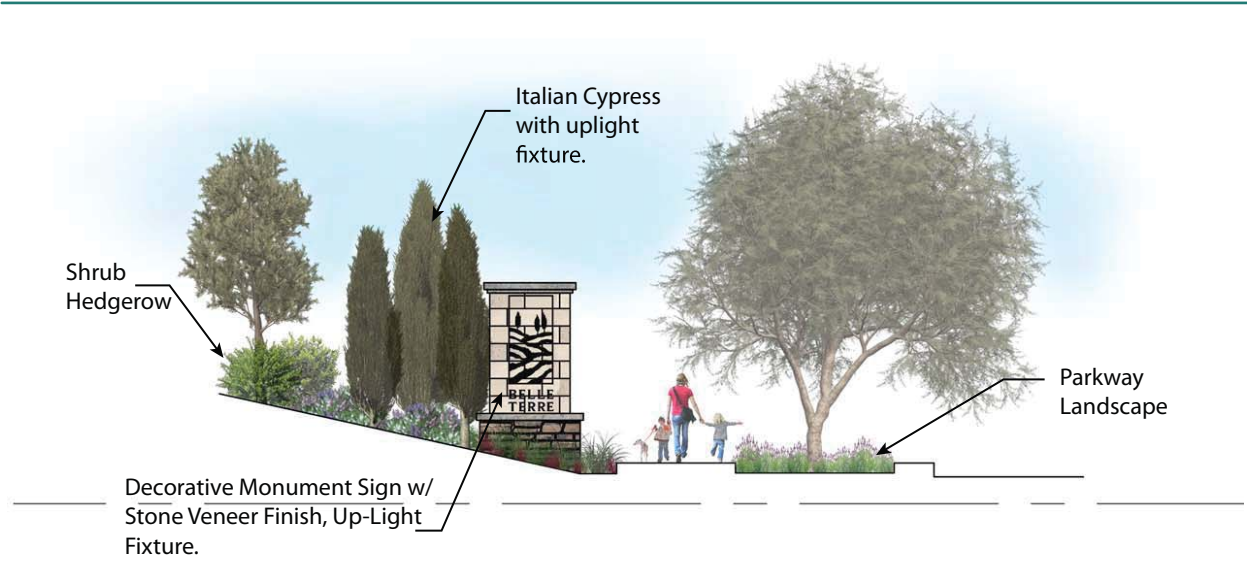 Italian Cypress
with uplight
fixture.
Shrub
Hedgerow
BELLE
TERRE
Parkway
Landscape
Decorative Monument Sign w/
Stone Veneer Finish, Up-Light
Fixture.